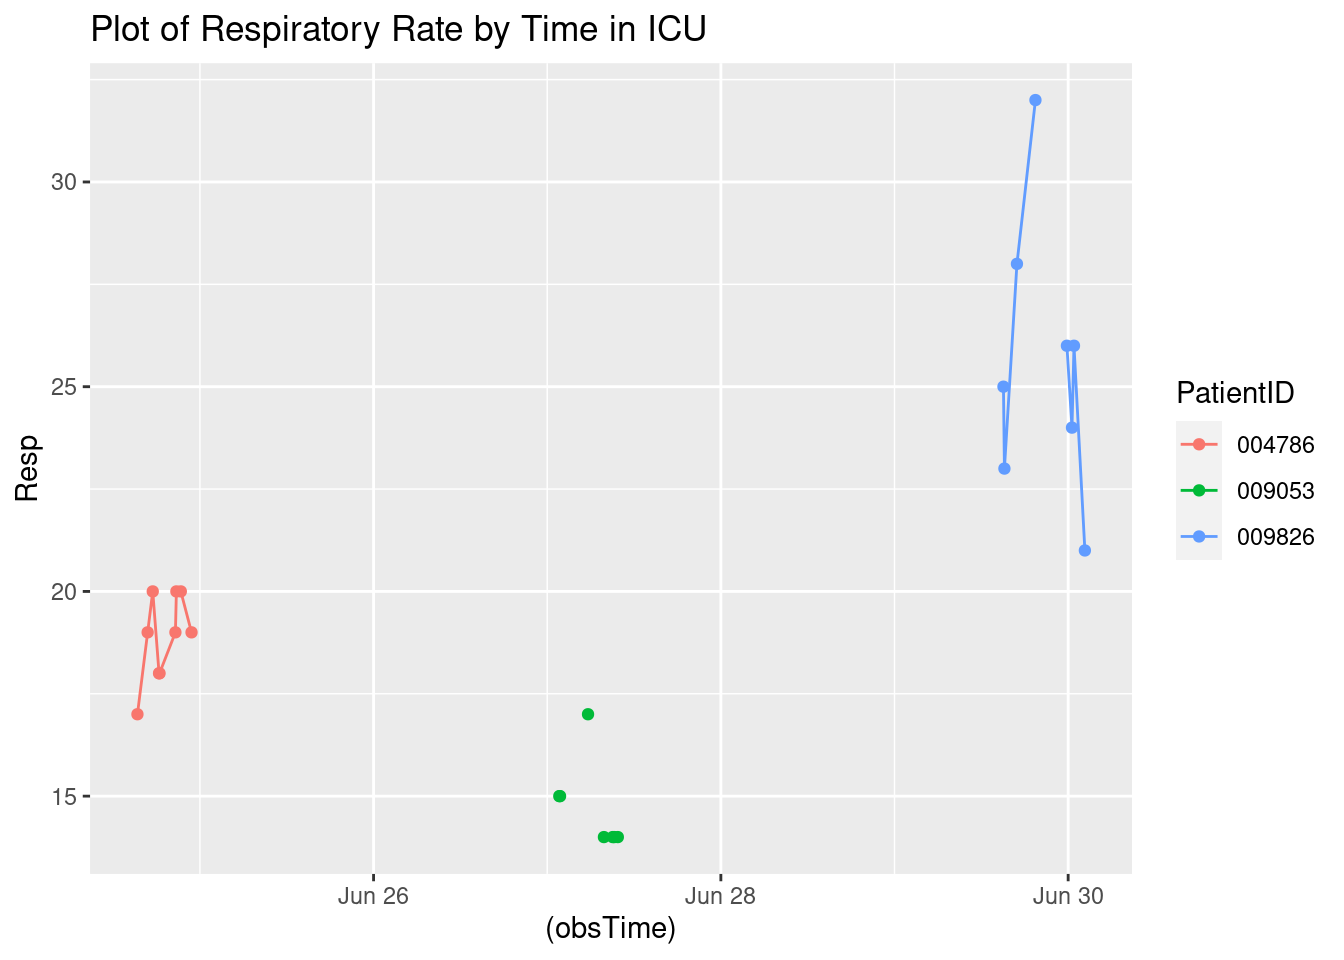 Plot of Respiratory Rate by Time in ICU
30
25
20
15
Resp
Jun 26
Jun 28
Jun 30
(obsTime)
PatientID
004786
009053
009826